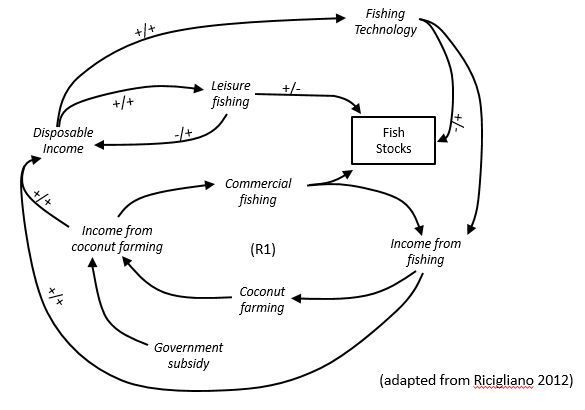 Fishing
Technology
+/+
Leisure
fishing
+/-
+/+
-/+
-/+
Disposable
Income
Fish
Stocks
Commercial
fishing
+/+
Income from
coconut farming
(R1)
Income from
fishing
+/+
Coconut
farming
Government
subsidy
(adapted from Ricigliano 2012)